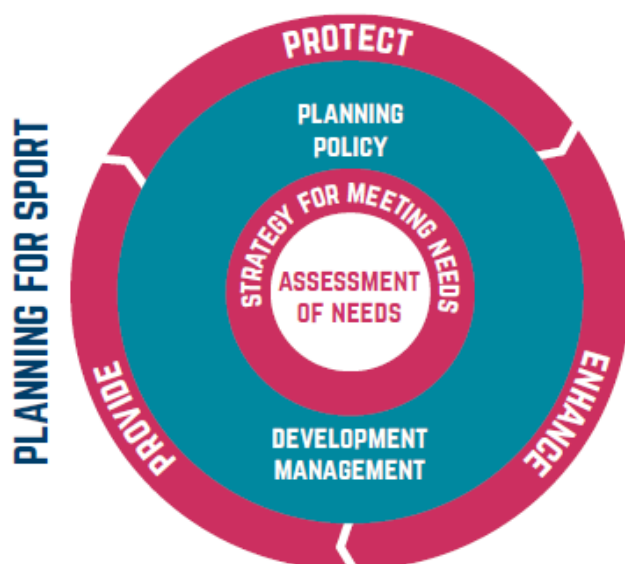 PLANNING FOR SPORT
PROTECT
PLANNING
POLICY
STRATEGY FOR MEETING NEEDS
ASSESSMENT
OF NEEDS
DEVELOPMENT
MANAGEMENT
PROVIDE
ENHANCE